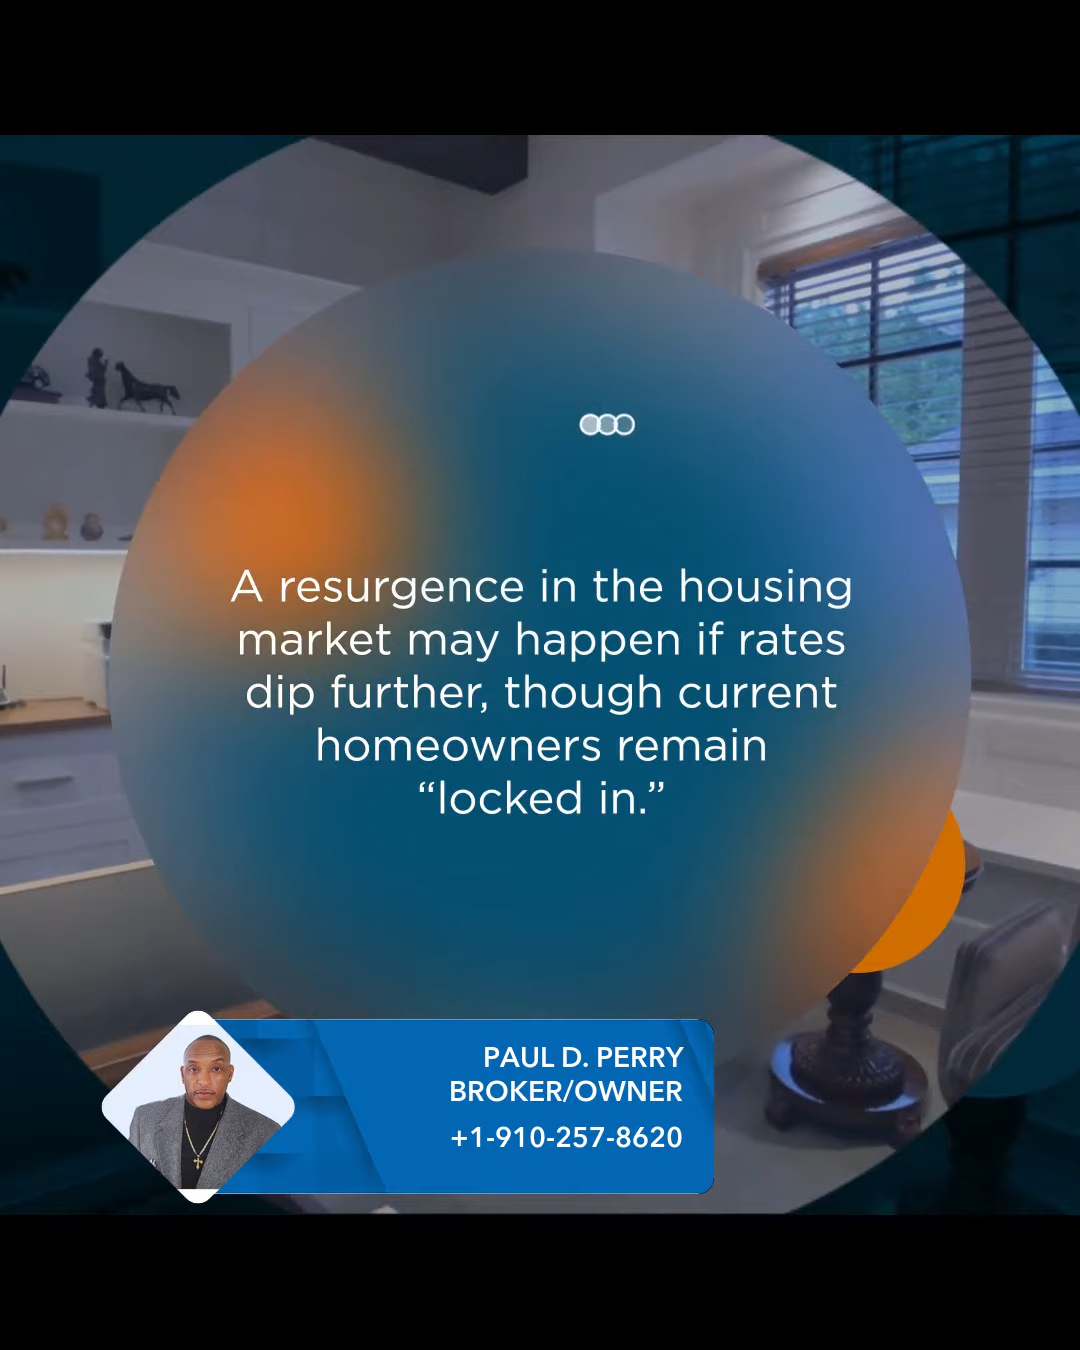 A resurgence in the housing
market may happen if rates
dip further, though current
homeowners remain
“locked in.”
PAUL D. PERRY
BROKER/OWNER
+1-910-257-8620